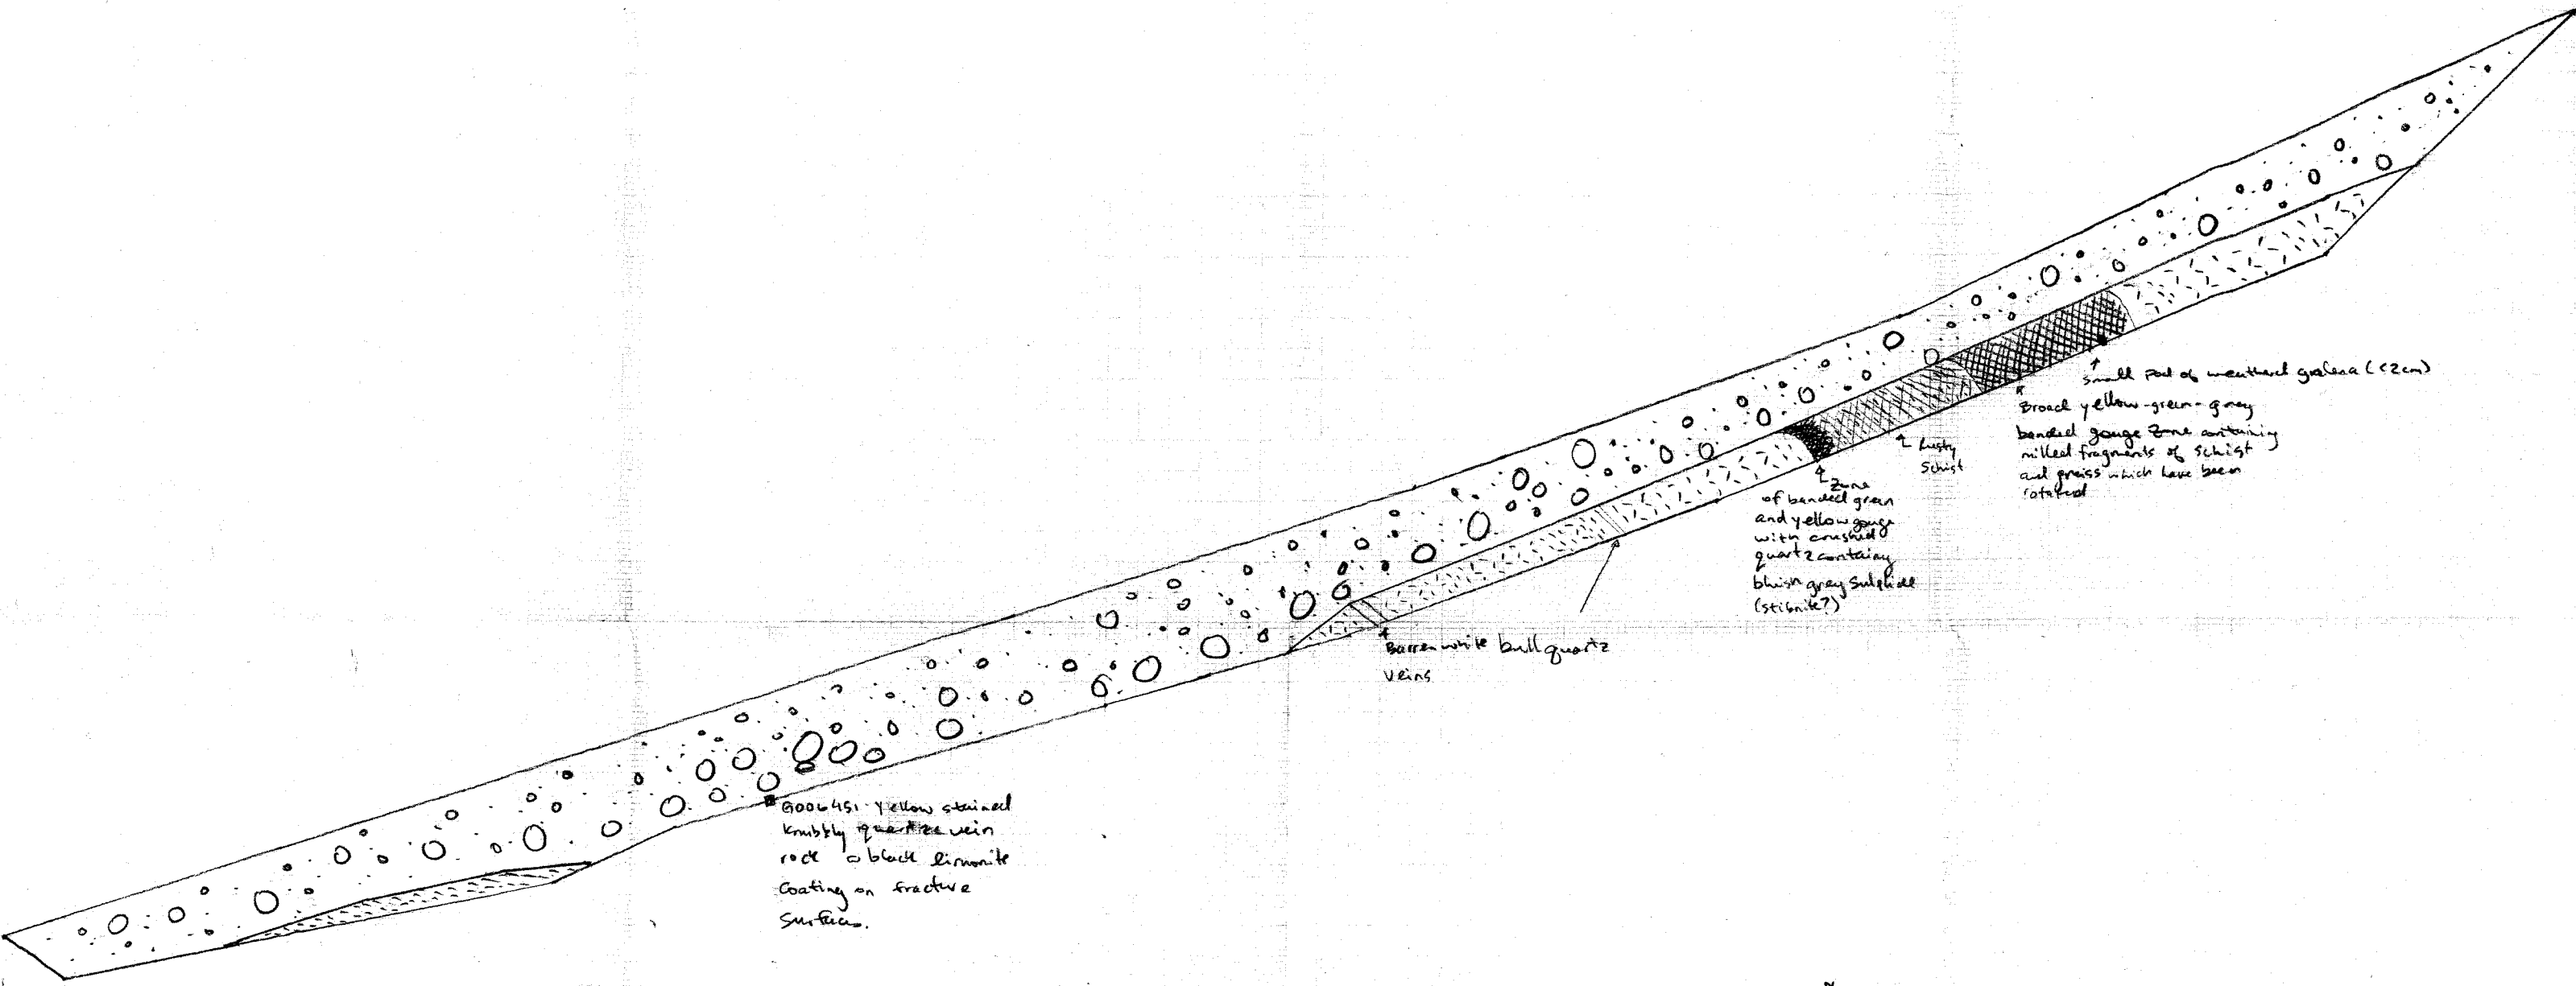 Small pod of weathered galena (<2cm)
Broad yellow-green-grey
banded gouge zone containing
milled fragments of schist
and gneiss which have been
rotated
Rusty
Schist
Zone
of banded green
and yellow gouge
with crushed
quartz containing
bluish grey sulphide
(stibnite?)
Barren white bull quartz
veins
G006451 - Yellow stained
knubbly quartz vein
rock black limonite
coating on fracture
surfaces.